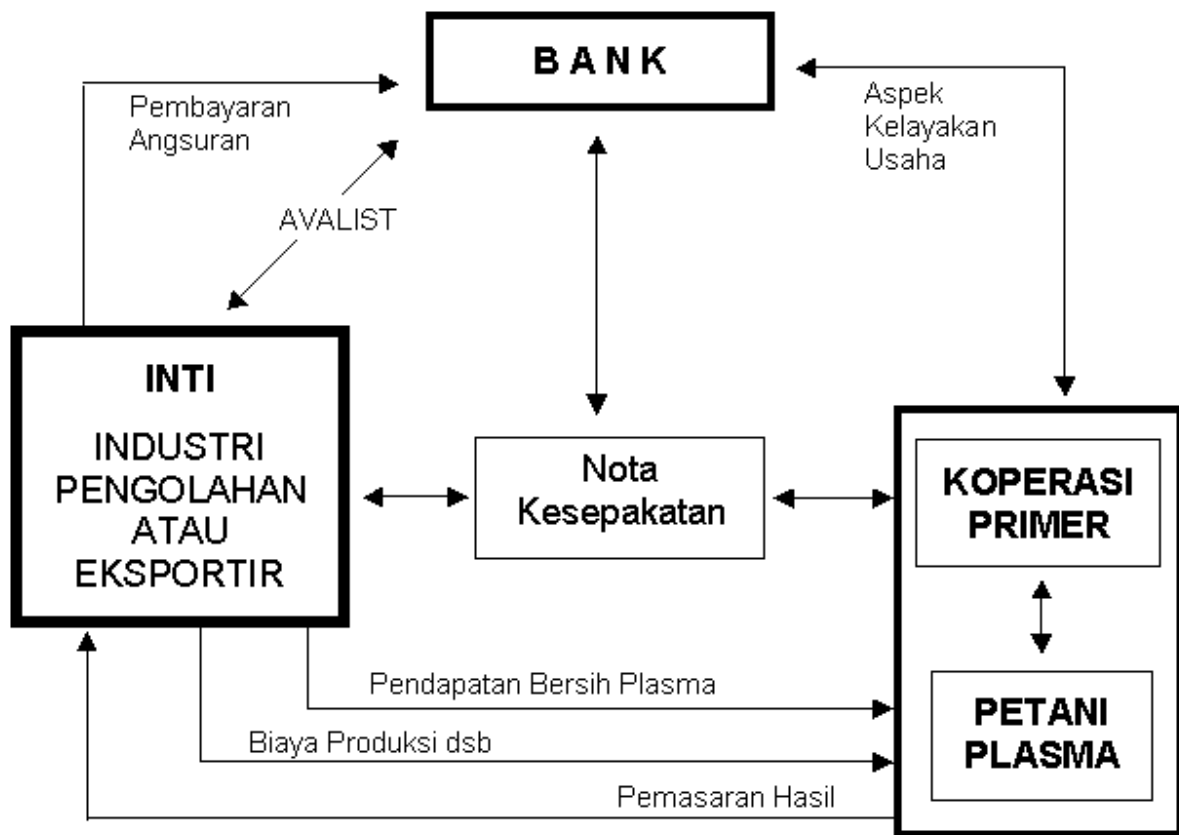 B A N K
Pembayaran
Angsuran
Aspek
Kelayakan
Usaha
AVALIST
INTI
INDUSTRI
PENGOLAHAN
ATAU
EKSPORTIR
Nota
Kesepakatan
KOPERASI
PRIMER
PETANI
PLASMA
Pendapatan Bersih Plasma
Biaya Produksi dsb
Pemasaran Hasil